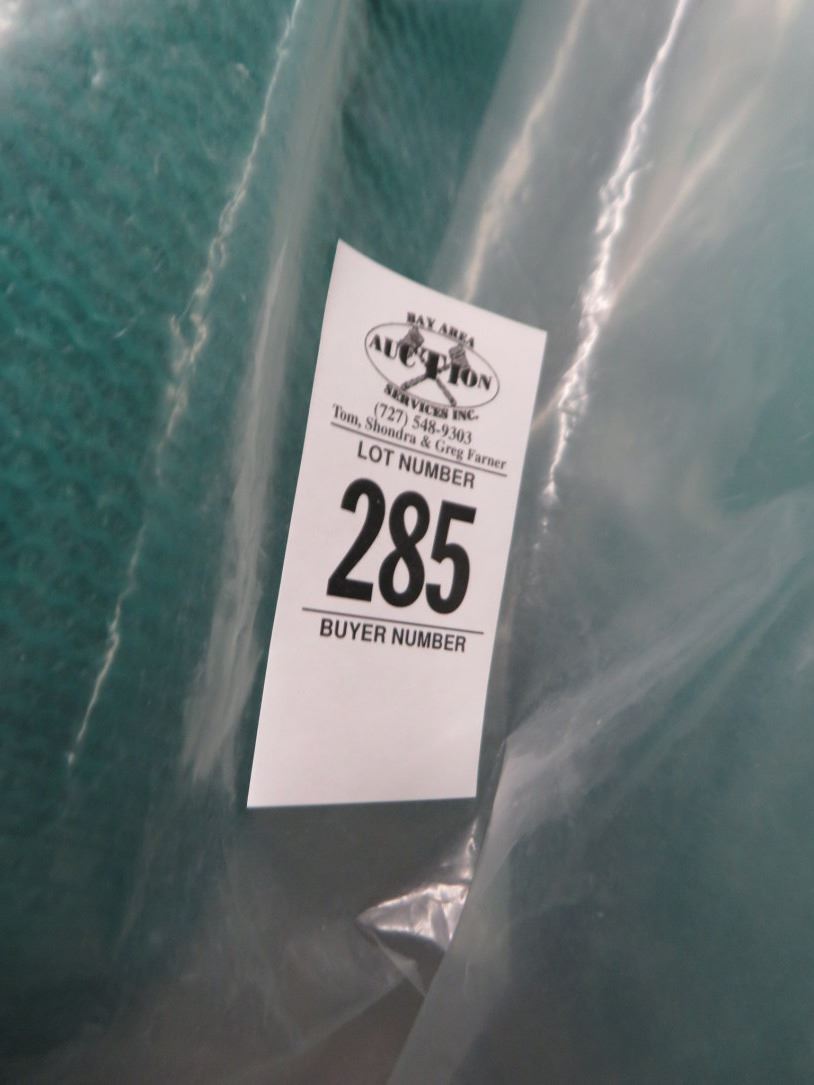 BAY AREA
AUCTION
SERVICES INC.
(727) 548-9303
Tom, Shondra & Greg Farner
LOT NUMBER
285
BUYER NUMBER